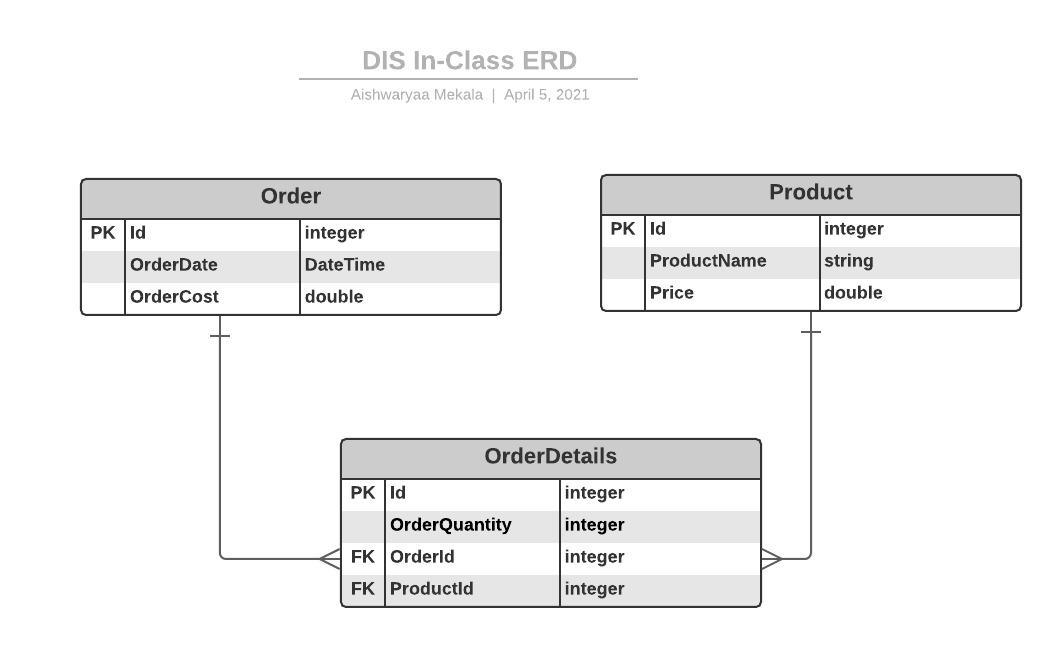 DIS In-Class ERD
Aishwaryaa Mekala | April 5, 2021
Order
PK Id integer
OrderDate DateTime
OrderCost double
Product
PK Id integer
ProductName string
Price double
OrderDetails
PK Id integer
OrderQuantity integer
FK OrderId integer
FK ProductId integer